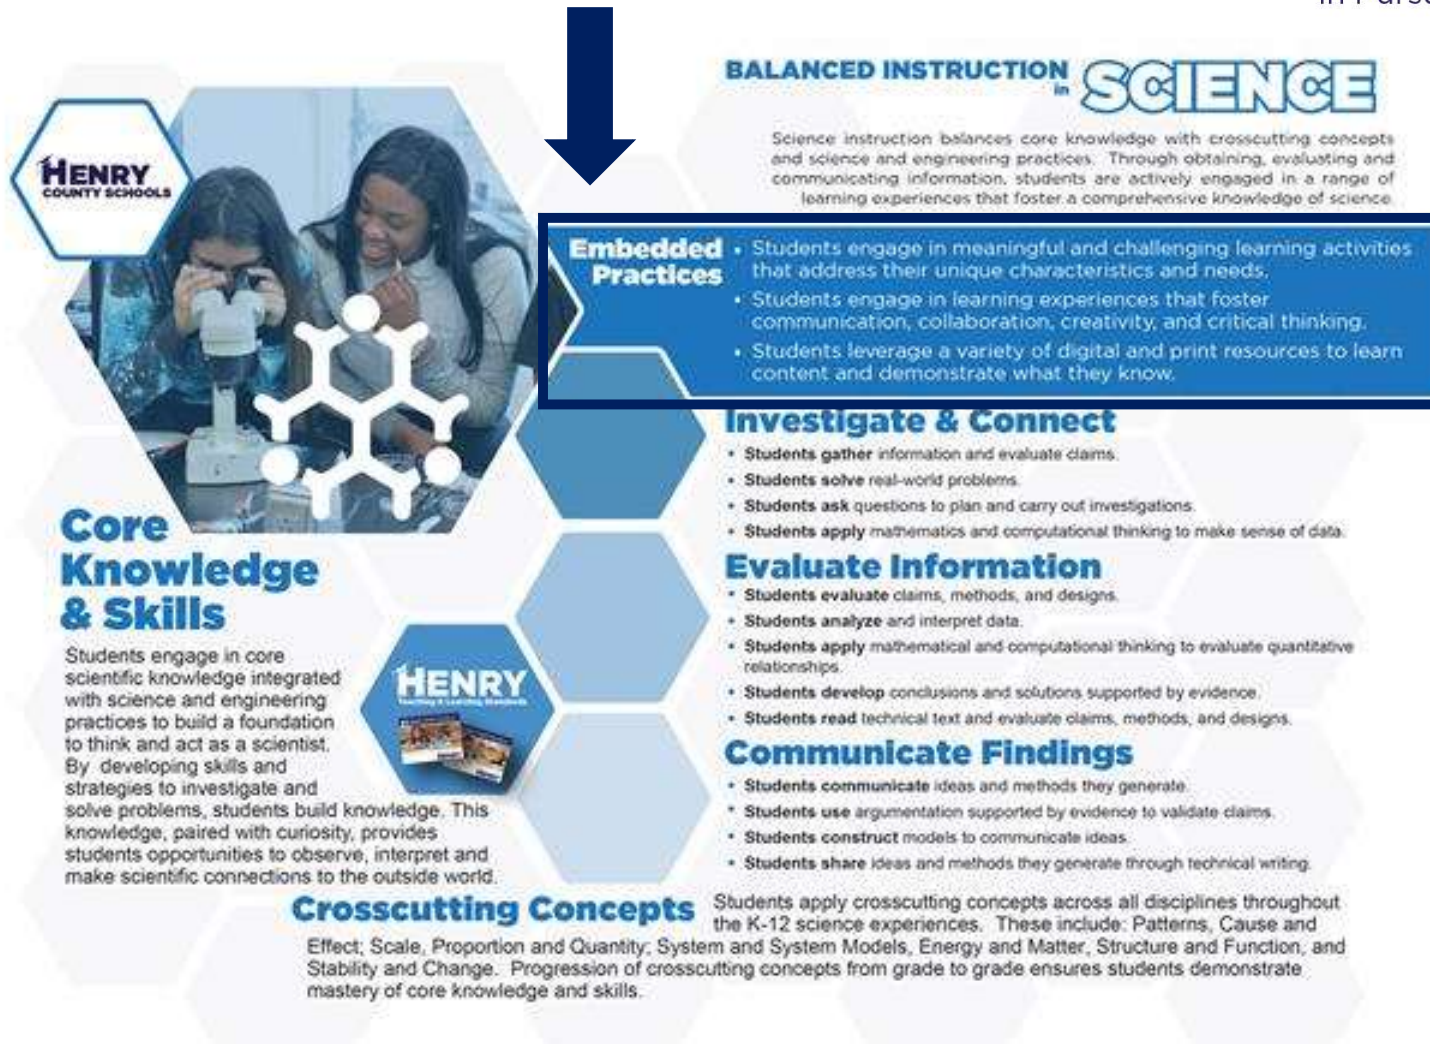 BALANCED INSTRUCTION
in SCIENCE
Science instruction balances core knowledge with crosscutting concepts
and science and engineering practices. Through obtaining, evaluating and
communicating information, students are actively engaged in a range of
learning experiences that foster a comprehensive knowledge of science.
HENRY
COUNTY SCHOOLS
Embedded
Practices
• Students engage in meaningful and challenging learning activities
that address their unique characteristics and needs.
• Students engage in learning experiences that foster
communication, collaboration, creativity, and critical thinking.
• Students leverage a variety of digital and print resources to learn
content and demonstrate what they know.
Investigate & Connect
• Students gather information and evaluate claims.
• Students solve real-world problems.
• Students ask questions to plan and carry out investigations.
• Students apply mathematics and computational thinking to make sense of data.
Evaluate Information
• Students evaluate claims, methods, and designs.
• Students analyze and interpret data.
• Students apply mathematical and computational thinking to evaluate quantitative
relationships.
• Students develop conclusions and solutions supported by evidence.
• Students read technical text and evaluate claims, methods, and designs.
Communicate Findings
• Students communicate ideas and methods they generate.
• Students use argumentation supported by evidence to validate claims.
• Students construct models to communicate ideas.
• Students share ideas and methods they generate through technical writing.
Core
Knowledge
& Skills
Students engage in core
scientific knowledge integrated
with science and engineering
practices to build a foundation
to think and act as a scientist.
By developing skills and
strategies to investigate and
solve problems, students build knowledge. This
knowledge, paired with curiosity, provides
students opportunities to observe, interpret and
make scientific connections to the outside world.
HENRY
Teaching & Learning Standards
Crosscutting Concepts
Students apply crosscutting concepts across all disciplines throughout
the K-12 science experiences. These include: Patterns, Cause and
Effect; Scale, Proportion and Quantity; System and System Models, Energy and Matter, Structure and Function, and
Stability and Change. Progression of crosscutting concepts from grade to grade ensures students demonstrate
mastery of core knowledge and skills.